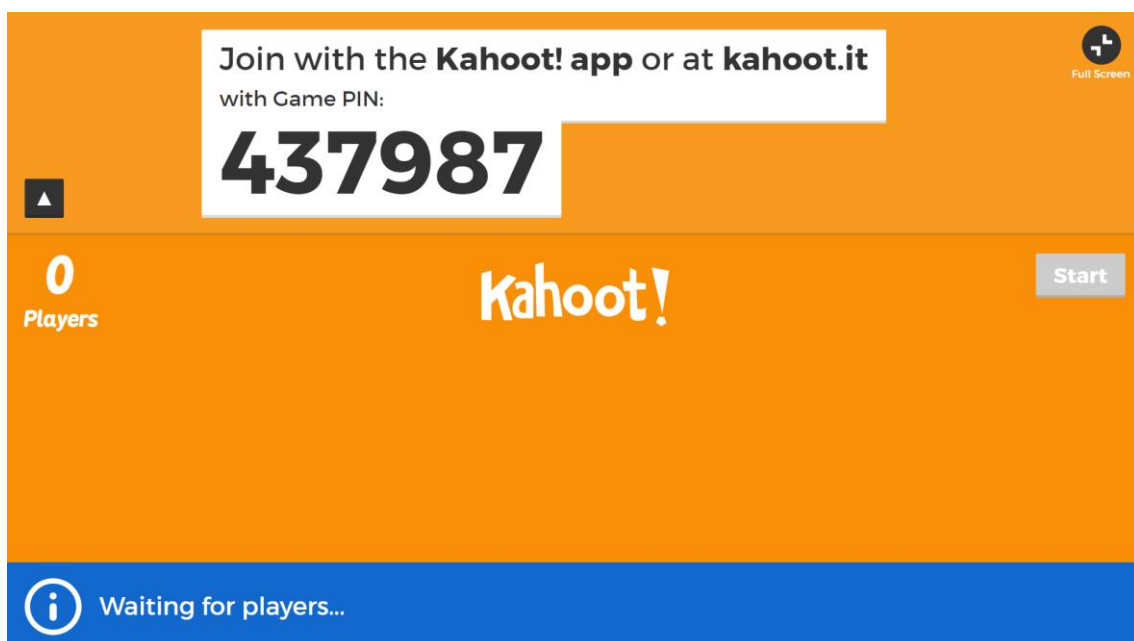 Join with the Kahoot! app or at kahoot.it
with Game PIN:
437987
Full Screen
0
Players
Kahoot!
Start
Waiting for players...